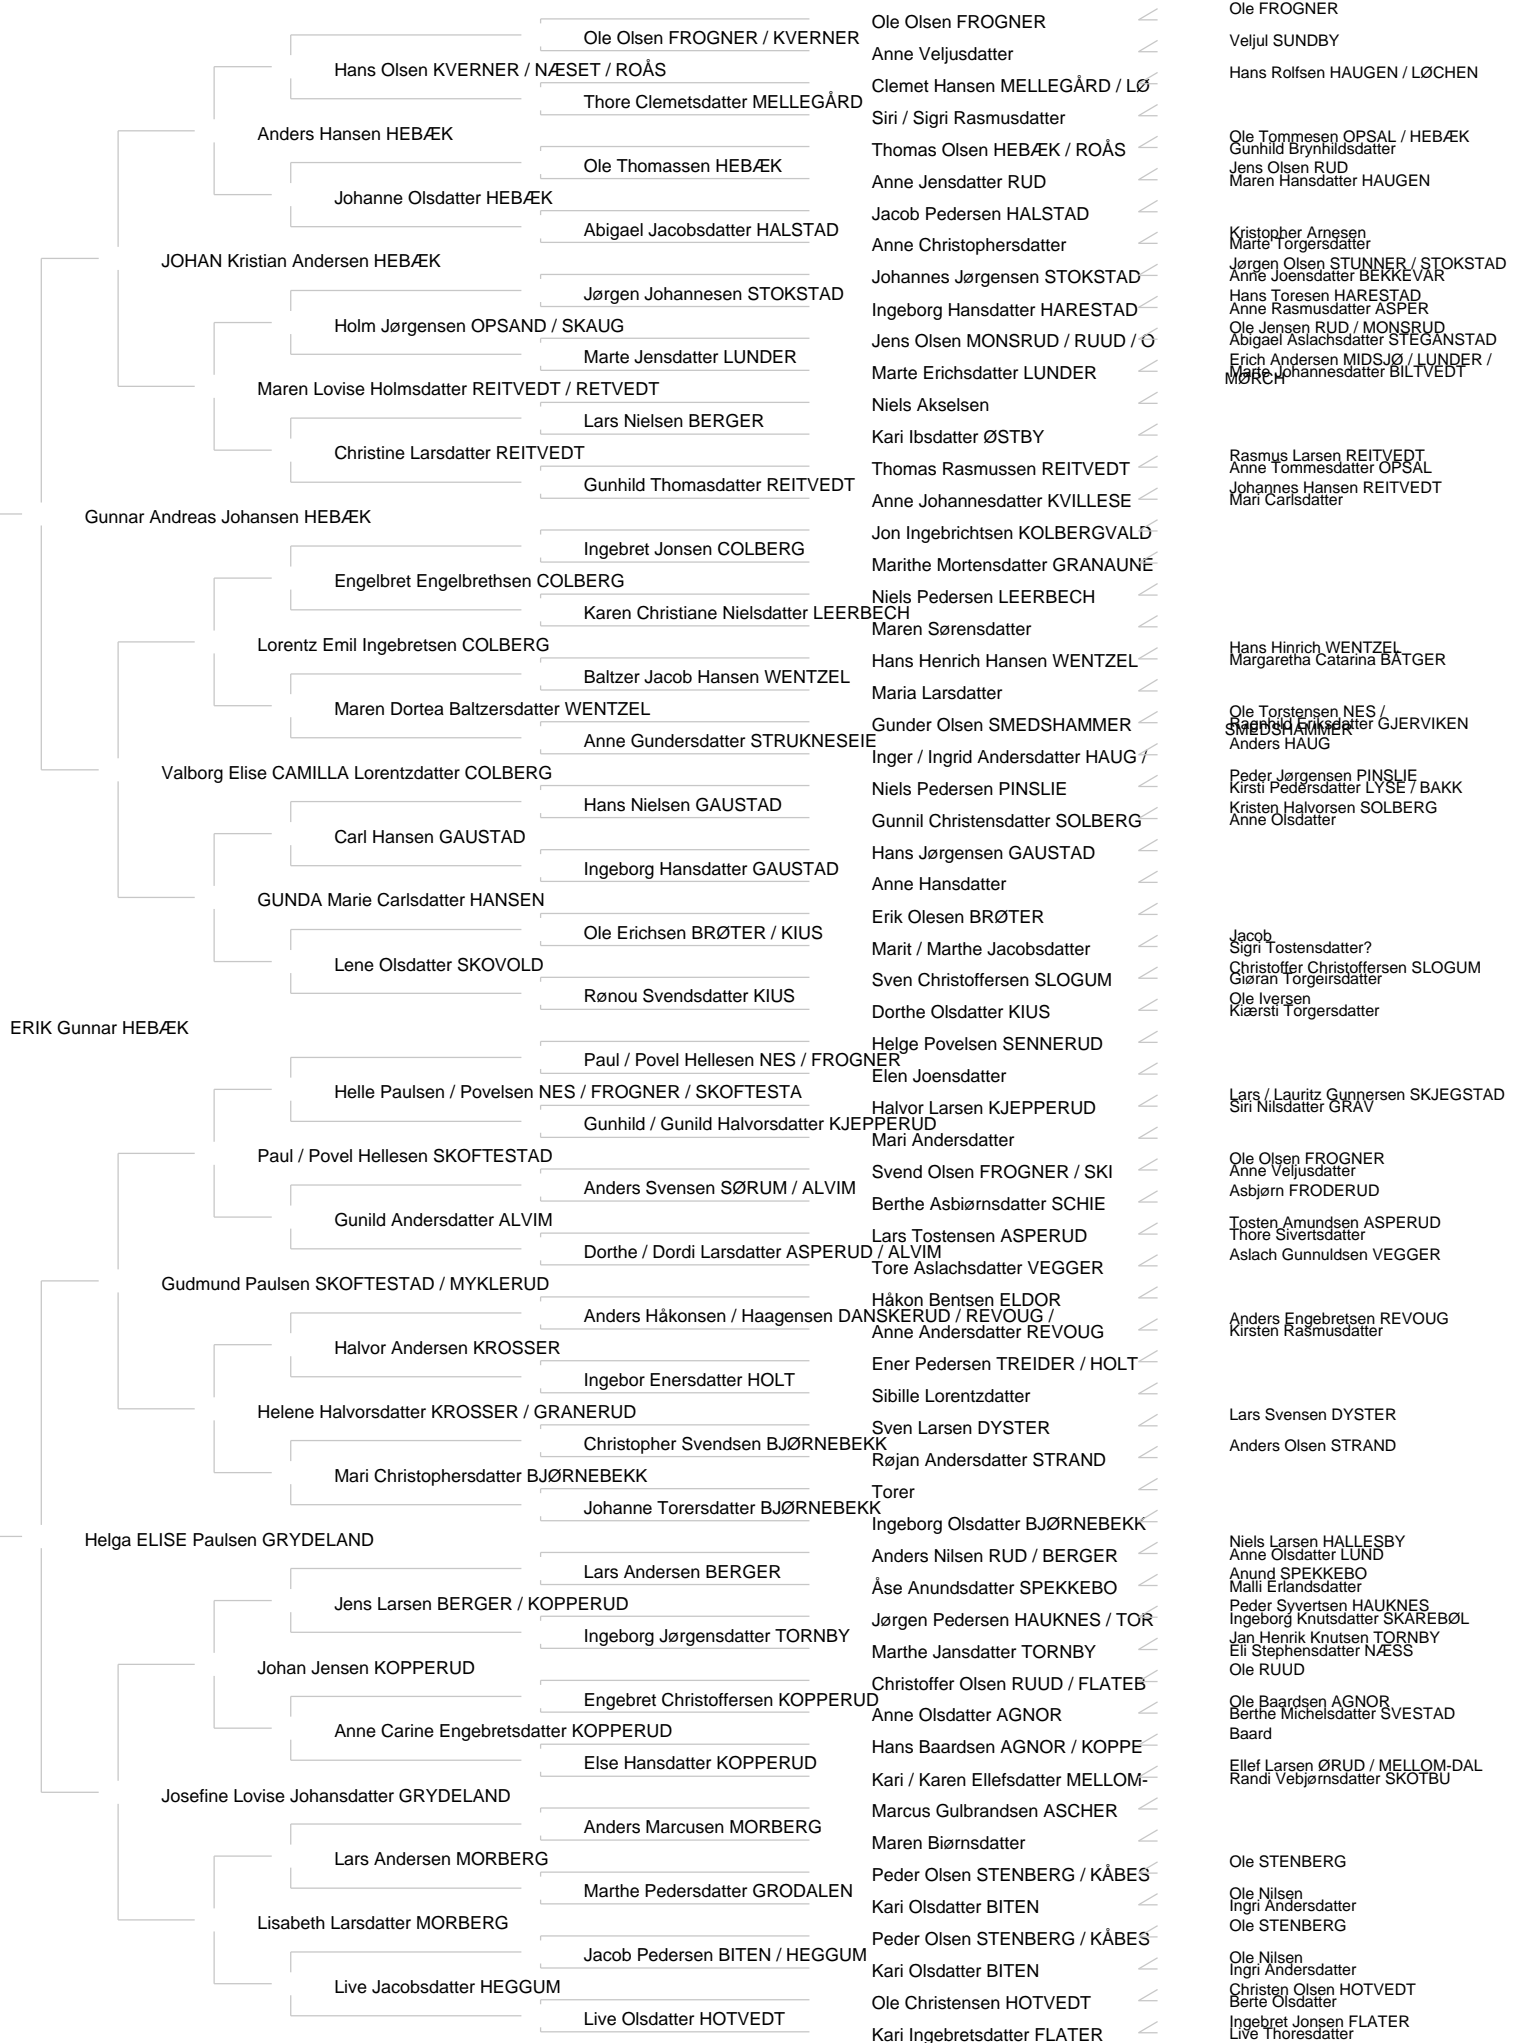 Ole FROGNER
Ole Olsen FROGNER
Ole Olsen FROGNER / KVERNER
Veljul SUNDBY
Anne Veljusdatter
Hans Olsen KVERNER / NÆSET / ROÅS
Hans Rolfsen HAUGEN / LØCHEN
Clemet Hansen MELLEGÅRD / LØ
Thore Clemetsdatter MELLEGÅRD
Siri / Sigri Rasmusdatter
Anders Hansen HEBÆK
Ole Tommesen OPSAL / HEBÆK
Gunhild Brynhildsdatter
Thomas Olsen HEBÆK / ROÅS
Ole Thomassen HEBÆK
Jens Olsen RUD
Maren Hansdatter HAUGEN
Anne Jensdatter RUD
Johanne Olsdatter HEBÆK
Jacob Pedersen HALSTAD
Abigael Jacobsdatter HALSTAD
Kristopher Arnesen
Marte Torgersdatter
Anne Christophersdatter
JOHAN Kristian Andersen HEBÆK
Jørgen Olsen STUNNER / STOKSTAD
Anne Joensdatter BEKKEVAR
Johannes Jørgensen STOKSTAD
Jørgen Johannesen STOKSTAD
Hans Toresen HARESTAD
Anne Rasmusdatter ASPER
Ingeborg Hansdatter HARESTAD
Holm Jørgensen OPSAND / SKAUG
Ole Jensen RUD / MONSRUD
Abigael Aslachsdatter STEGANSTAD
Jens Olsen MONSRUD / RUUD / O
Marte Jensdatter LUNDER
Erich Andersen MIDSJØ / LUNDER /
MØRCH
Marte Johannesdatter BILTVEDT
Marte Erichsdatter LUNDER
Maren Lovise Holmsdatter REITVEDT / RETVEDT
Niels Akselsen
Lars Nielsen BERGER
Kari Ibsdatter ØSTBY
Christine Larsdatter REITVEDT
Rasmus Larsen REITVEDT
Anne Tommesdatter OPSAL
Thomas Rasmussen REITVEDT
Gunhild Thomasdatter REITVEDT
Johannes Hansen REITVEDT
Mari Carlsdatter
Anne Johannesdatter KVILLESE
Gunnar Andreas Johansen HEBÆK
Jon Ingebrichtsen KOLBERGVALD
Ingebret Jonsen COLBERG
Marithe Mortensdatter GRANAUNE
Engelbret Engelbrethsen COLBERG
Niels Pedersen LEERBECH
Karen Christiane Nielsdatter LEERBECH
Maren Sørensdatter
Lorentz Emil Ingebretsen COLBERG
Hans Hinrich WENTZEL
Margaretha Catarina BATGER
Hans Henrich Hansen WENTZEL
Baltzer Jacob Hansen WENTZEL
Maria Larsdatter
Maren Dortea Baltzersdatter WENTZEL
Ole Torstensen NES /
SMEDSHAMMER
Ragnhild Eriksdatter GJERVIKEN
Gunder Olsen SMEDSHAMMER
Anne Gundersdatter STRUKNESEIE
Anders HAUG
Inger / Ingrid Andersdatter HAUG /
Valborg Elise CAMILLA Lorentzdatter COLBERG
Peder Jørgensen PINSLIE
Kirsti Pedersdatter LYSE / BAKK
Niels Pedersen PINSLIE
Hans Nielsen GAUSTAD
Kristen Halvorsen SOLBERG
Anne Olsdatter
Gunnil Christensdatter SOLBERG
Carl Hansen GAUSTAD
Hans Jørgensen GAUSTAD
Ingeborg Hansdatter GAUSTAD
Anne Hansdatter
GUNDA Marie Carlsdatter HANSEN
Erik Olesen BRØTER
Ole Erichsen BRØTER / KIUS
Jacob
Sigri Tostensdatter?
Marit / Marthe Jacobsdatter
Lene Olsdatter SKOVOLD
Christoffer Christoffersen SLOGUM
Giøran Torgeirsdatter
Sven Christoffersen SLOGUM
Rønou Svendsdatter KIUS
Ole Iversen
Kiærsti Torgersdatter
Dorthe Olsdatter KIUS
ERIK Gunnar HEBÆK
Helge Povelsen SENNERUD
Paul / Povel Hellesen NES / FROGNER
Elen Joensdatter
Helle Paulsen / Povelsen NES / FROGNER / SKOFTESTA
Lars / Lauritz Gunnersen SKJEGSTAD
Siri Nilsdatter GRAV
Halvor Larsen KJEPPERUD
Gunhild / Gunild Halvorsdatter KJEPPERUD
Mari Andersdatter
Paul / Povel Hellesen SKOFTESTAD
Ole Olsen FROGNER
Anne Veljusdatter
Svend Olsen FROGNER / SKI
Anders Svensen SØRUM / ALVIM
Asbjørn FRODERUD
Berthe Asbiørnsdatter SCHIE
Gunild Andersdatter ALVIM
Tosten Amundsen ASPERUD
Thore Sivertsdatter
Lars Tostensen ASPERUD
Dorthe / Dordi Larsdatter ASPERUD / ALVIM
Aslach Gunnuldsen VEGGER
Tore Aslachsdatter VEGGER
Gudmund Paulsen SKOFTESTAD / MYKLERUD
Håkon Bentsen ELDOR
Anders Håkonsen / Haagensen DANSKERUD / REVOUG /
Anders Engebretsen REVOUG
Kirsten Rasmusdatter
Anne Andersdatter REVOUG
Halvor Andersen KROSSER
Ener Pedersen TREIDER / HOLT
Ingebor Enersdatter HOLT
Sibille Lorentzdatter
Helene Halvorsdatter KROSSER / GRANERUD
Lars Svensen DYSTER
Sven Larsen DYSTER
Christopher Svendsen BJØRNEBEKK
Anders Olsen STRAND
Røjan Andersdatter STRAND
Mari Christophersdatter BJØRNEBEKK
Torer
Johanne Torersdatter BJØRNEBEKK
Ingeborg Olsdatter BJØRNEBEKK
Helga ELISE Paulsen GRYDELAND
Niels Larsen HALLESBY
Anne Olsdatter LUND
Anders Nilsen RUD / BERGER
Lars Andersen BERGER
Anund SPEKKEBO
Malli Erlandsdatter
Åse Anundsdatter SPEKKEBO
Jens Larsen BERGER / KOPPERUD
Peder Syvertsen HAUKNES
Ingeborg Knutsdatter SKAREBØL
Jørgen Pedersen HAUKNES / TOR
Ingeborg Jørgensdatter TORNBY
Jan Henrik Knutsen TORNBY
Eli Stephensdatter NÆSS
Marthe Jansdatter TORNBY
Johan Jensen KOPPERUD
Ole RUUD
Christoffer Olsen RUUD / FLATEB
Engebret Christoffersen KOPPERUD
Ole Baardsen AGNOR
Berthe Michelsdatter SVESTAD
Anne Olsdatter AGNOR
Anne Carine Engebretsdatter KOPPERUD
Baard
Hans Baardsen AGNOR / KOPPE
Else Hansdatter KOPPERUD
Ellef Larsen ØRUD / MELLOM-DAL
Randi Vebjørnsdatter SKOTBU
Kari / Karen Ellefsdatter MELLOM-
Josefine Lovise Johansdatter GRYDELAND
Marcus Gulbrandsen ASCHER
Anders Marcusen MORBERG
Maren Biørnsdatter
Lars Andersen MORBERG
Ole STENBERG
Peder Olsen STENBERG / KÅBES
Marthe Pedersdatter GRODALEN
Ole Nilsen
Ingri Andersdatter
Kari Olsdatter BITEN
Lisabeth Larsdatter MORBERG
Ole STENBERG
Peder Olsen STENBERG / KÅBES
Jacob Pedersen BITEN / HEGGUM
Ole Nilsen
Ingri Andersdatter
Kari Olsdatter BITEN
Live Jacobsdatter HEGGUM
Christen Olsen HOTVEDT
Berte Olsdatter
Ole Christensen HOTVEDT
Live Olsdatter HOTVEDT
Ingebret Jonsen FLATER
Live Thoresdatter
Kari Ingebretsdatter FLATER